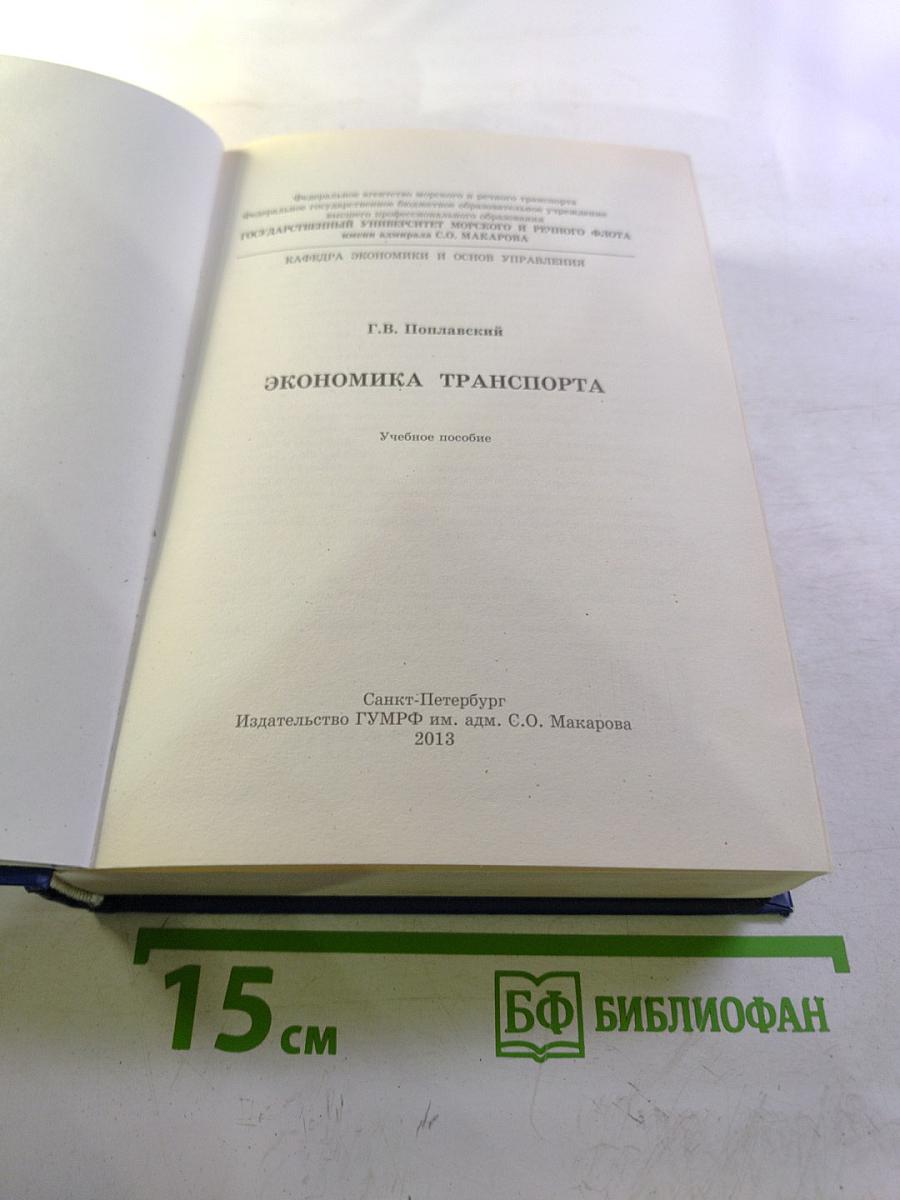 Федеральное агентство морского и речного транспорта
Федеральное государственное бюджетное образовательное учреждение
высшего профессионального образования
ГОСУДАРСТВЕННЫЙ УНИВЕРСИТЕТ МОРСКОГО И РЕЧНОГО ФЛОТА
имени адмирала С.О. МАКАРОВА
КАФЕДРА ЭКОНОМИКИ И ОСНОВ УПРАВЛЕНИЯ
Г.В. Поплавский
ЭКОНОМИКА ТРАНСПОРТА
Учебное пособие
Санкт-Петербург
Издательство ГУМРФ им. адм. С.О. Макарова
2013
15 см
БФ БИБЛИОФАН